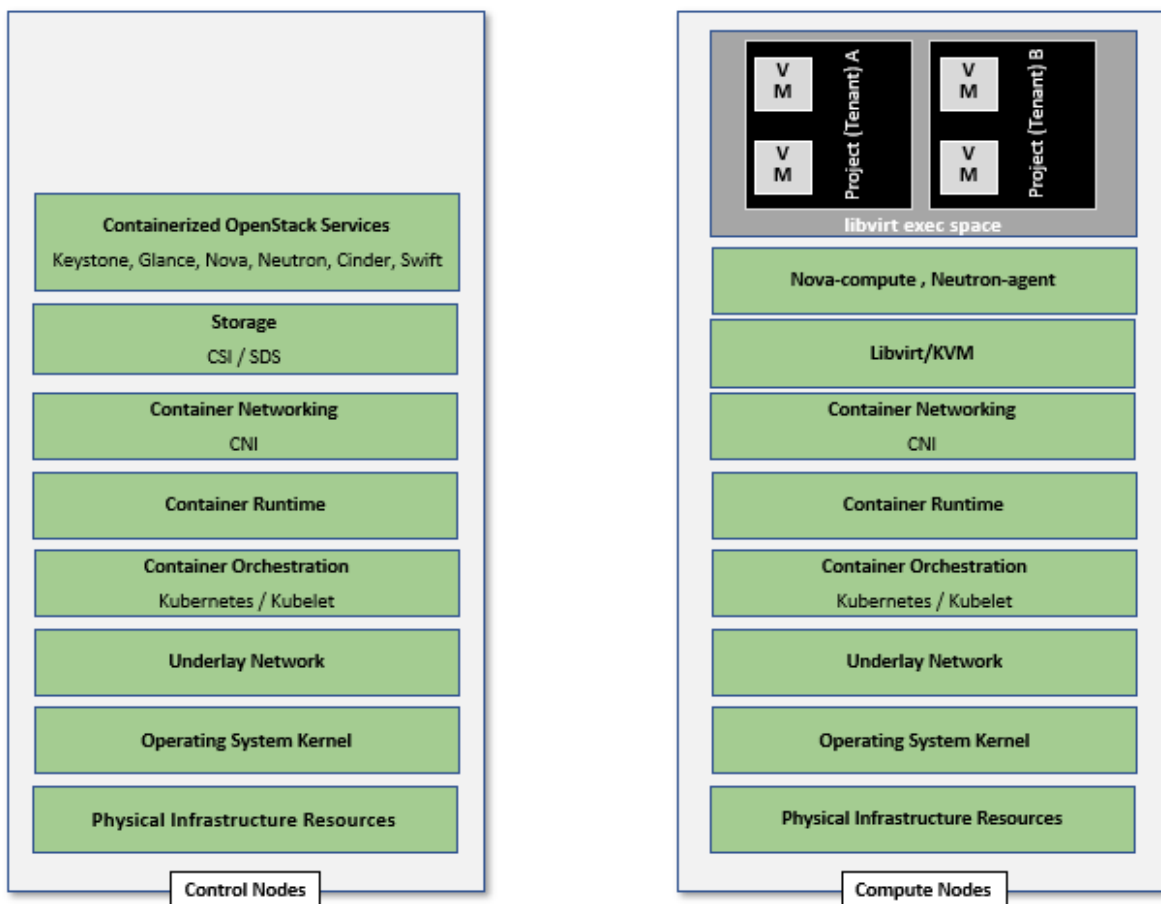 Containerized OpenStack Services
Keystone, Glance, Nova, Neutron, Cinder, Swift
Storage
CSI / SDS
Container Networking
CNI
Container Runtime
Container Orchestration
Kubernetes / Kubelet
Underlay Network
Operating System Kernel
Physical Infrastructure Resources
Control Nodes
V
M
V
M
Project (Tenant) A
V
M
V
M
Project (Tenant) B
libvirt exec space
Nova-compute , Neutron-agent
Libvirt/KVM
Container Networking
CNI
Container Runtime
Container Orchestration
Kubernetes / Kubelet
Underlay Network
Operating System Kernel
Physical Infrastructure Resources
Compute Nodes